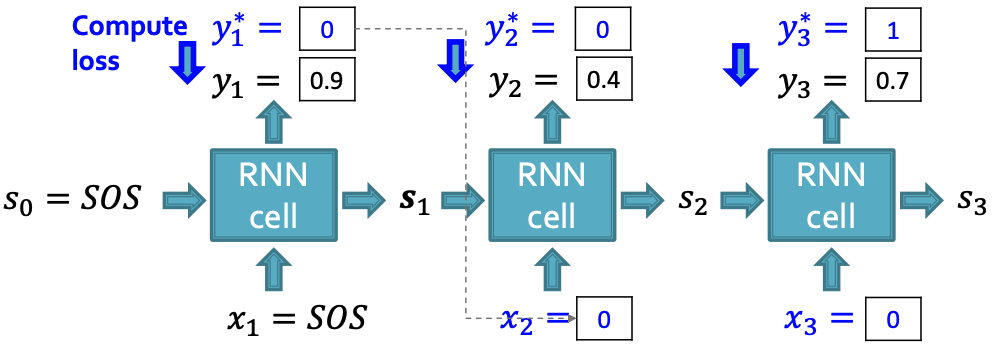 Compute loss
y₁* = 0
y₂* = 0
y₃* = 1
y₁ = 0.9
y₂ = 0.4
y₃ = 0.7
s₀ = SOS
RNN cell
s₁
RNN cell
s₂
RNN cell
s₃
x₁ = SOS
x₂ = 0
x₃ = 0